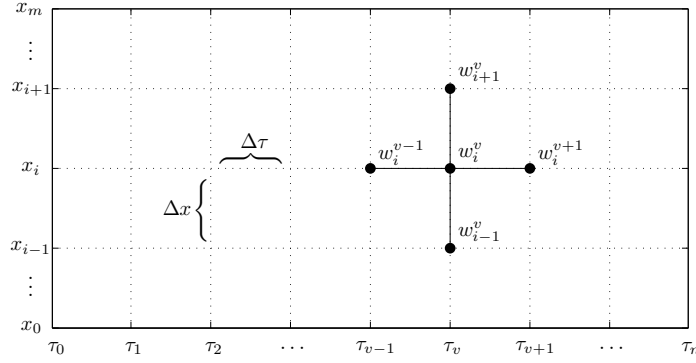 x_m
⋮
x_{i+1} w_{i+1}^v
Δτ
x_i w_i^{v-1} w_i^v w_i^{v+1}
Δx
x_{i-1} w_{i-1}^v
⋮
x_0
τ_0 τ_1 τ_2 ⋯ τ_{v-1} τ_v τ_{v+1} ⋯ τ_n